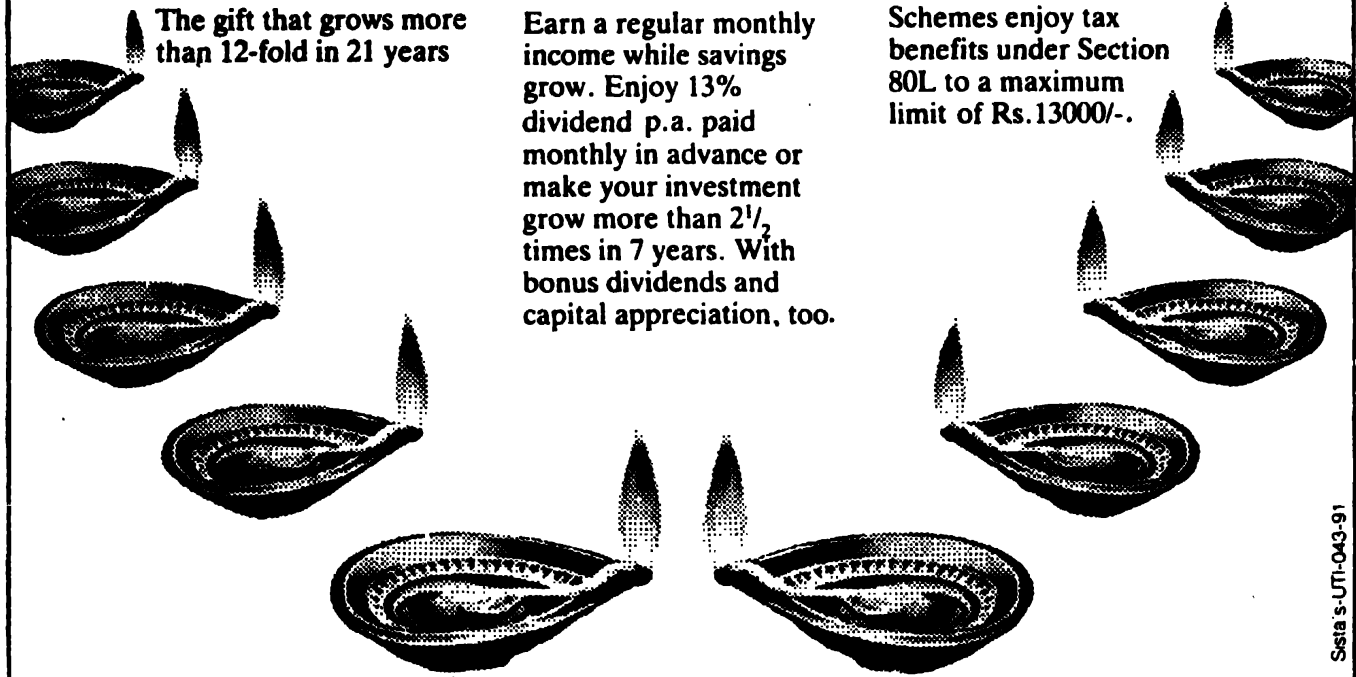 The gift that grows more
than 12-fold in 21 years
Earn a regular monthly
income while savings
grow. Enjoy 13%
dividend p.a. paid
monthly in advance or
make your investment
grow more than 2½
times in 7 years. With
bonus dividends and
capital appreciation, too.
Schemes enjoy tax
benefits under Section
80L to a maximum
limit of Rs.13000/-.
Sista's-UTI-043-91